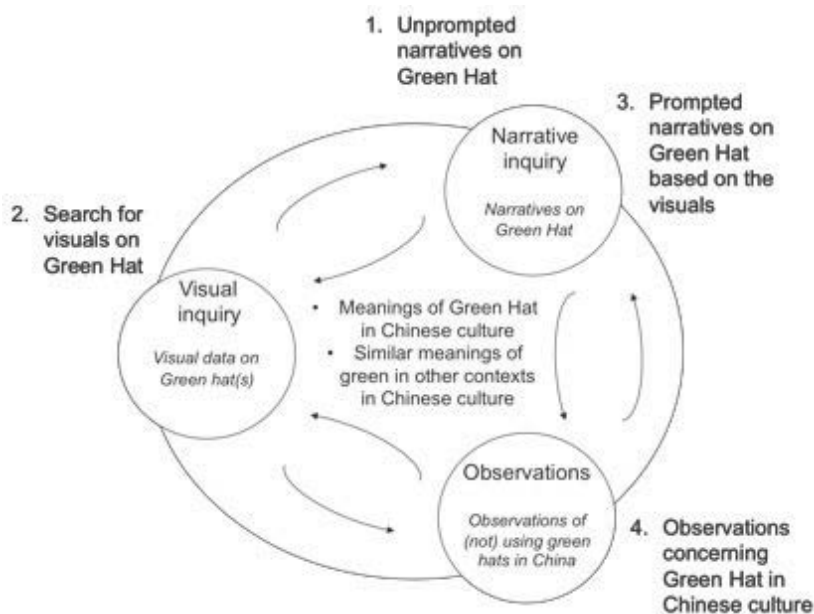 1. Unprompted
narratives on
Green Hat
3. Prompted
narratives on
Green Hat
based on the
visuals
Narrative
inquiry
Narratives on
Green Hat
2. Search for
visuals on
Green Hat
Visual
inquiry
Visual data on
Green hat(s)
• Meanings of Green Hat
in Chinese culture
• Similar meanings of
green in other contexts
in Chinese culture
Observations
Observations of
(not) using green
hats in China
4. Observations
concerning
Green Hat in
Chinese culture